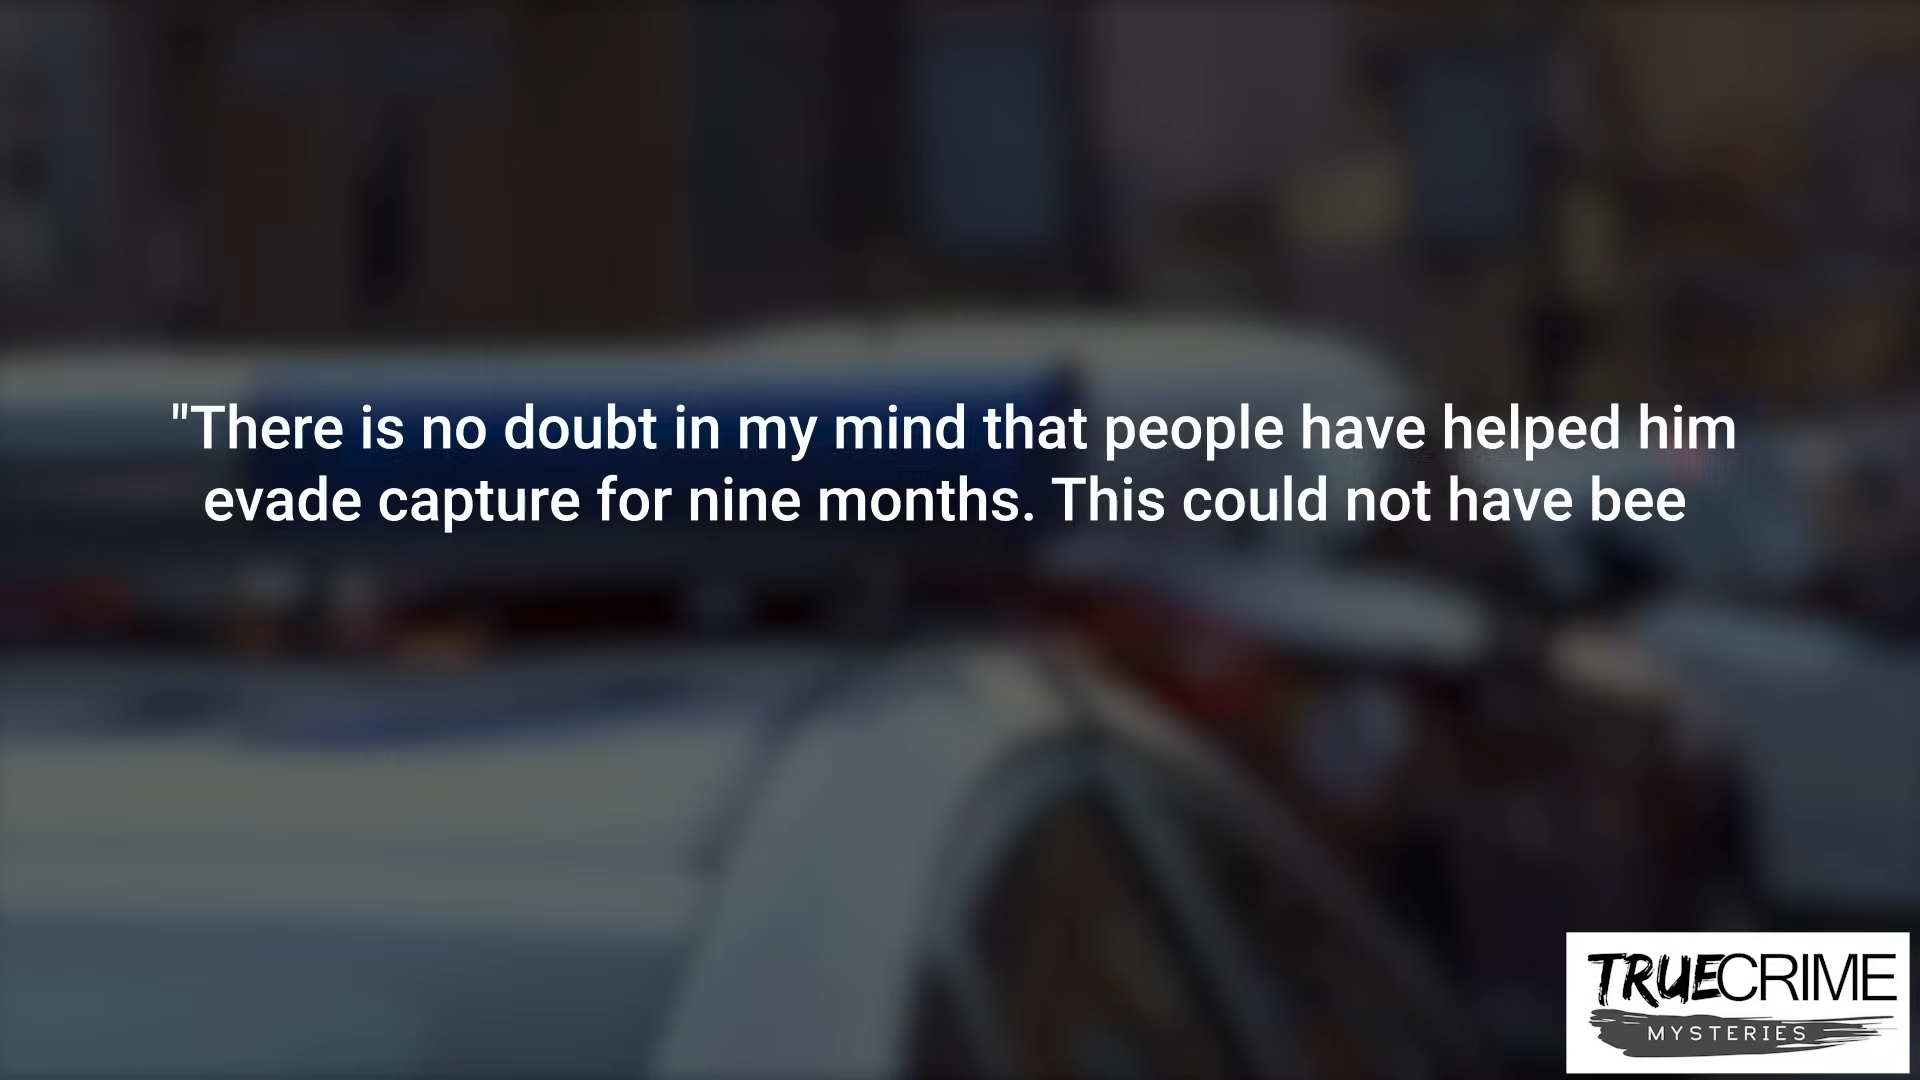 "There is no doubt in my mind that people have helped him
evade capture for nine months. This could not have bee
TRUECRIME
MYSTERIES